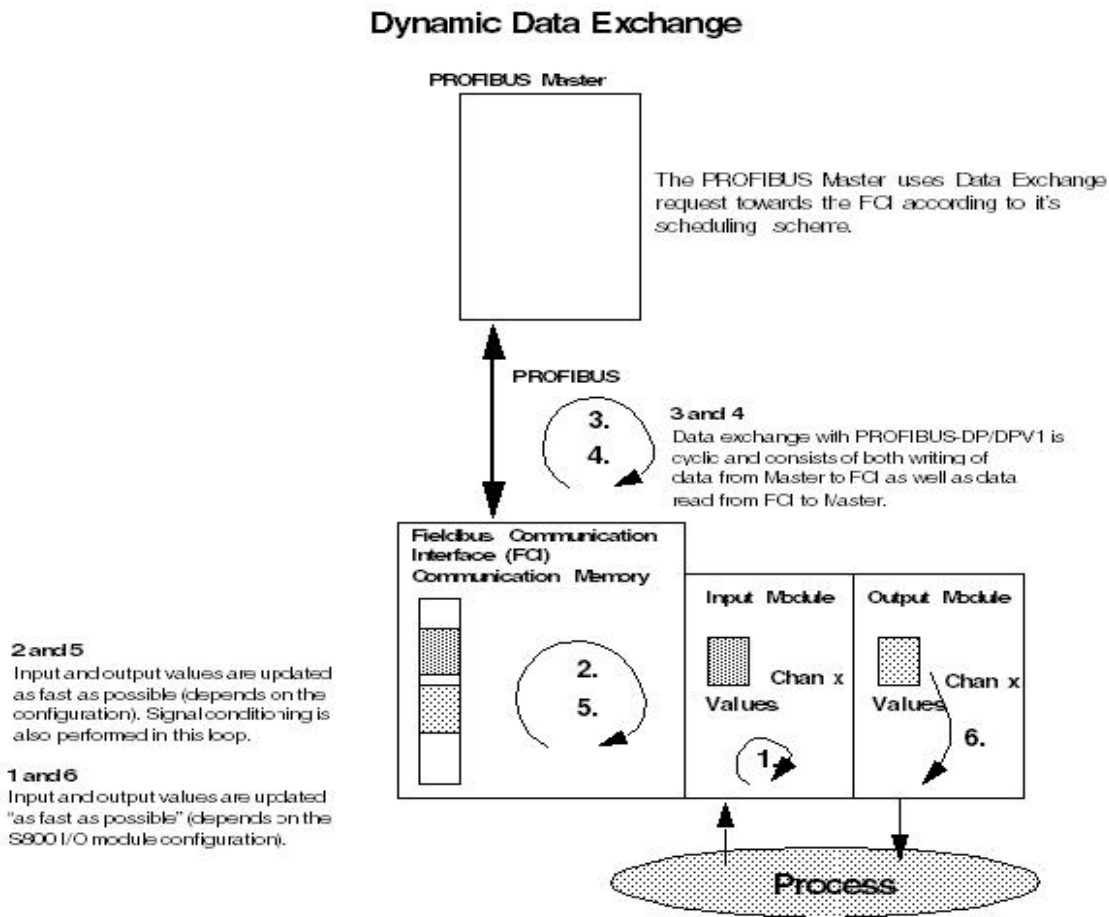 Dynamic Data Exchange
PROFIBUS Master
The PROFIBUS Master uses Data Exchange
request towards the FCI according to it's
scheduling scheme.
PROFIBUS
3.
4.
3 and 4
Data exchange with PROFIBUS-DP/DPV1 is
cyclic and consists of both writing of
data from Master to FCI as well as data
read from FCI to Master.
Fieldbus Communication
Interface (FCI)
Communication Memory
2.
5.
Input Module
Chan x
Values
1.
Output Module
Chan x
Values
6.
2 and 5
Input and output values are updated
as fast as possible (depends on the
configuration). Signal conditioning is
also performed in this loop.
1 and 6
Input and output values are updated
"as fast as possible" (depends on the
S800 I/O module configuration).
Process